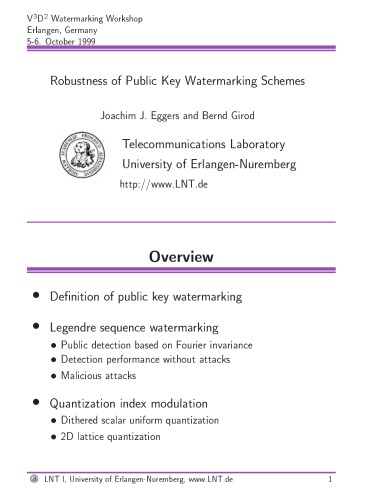 V³D² Watermarking Workshop
Erlangen, Germany
5-6. October 1999
Robustness of Public Key Watermarking Schemes
Joachim J. Eggers and Bernd Girod
Telecommunications Laboratory
University of Erlangen-Nuremberg
http://www.LNT.de
Overview
• Definition of public key watermarking
• Legendre sequence watermarking
• Public detection based on Fourier invariance
• Detection performance without attacks
• Malicious attacks
• Quantization index modulation
• Dithered scalar uniform quantization
• 2D lattice quantization
LNT I, University of Erlangen-Nuremberg, www.LNT.de 1